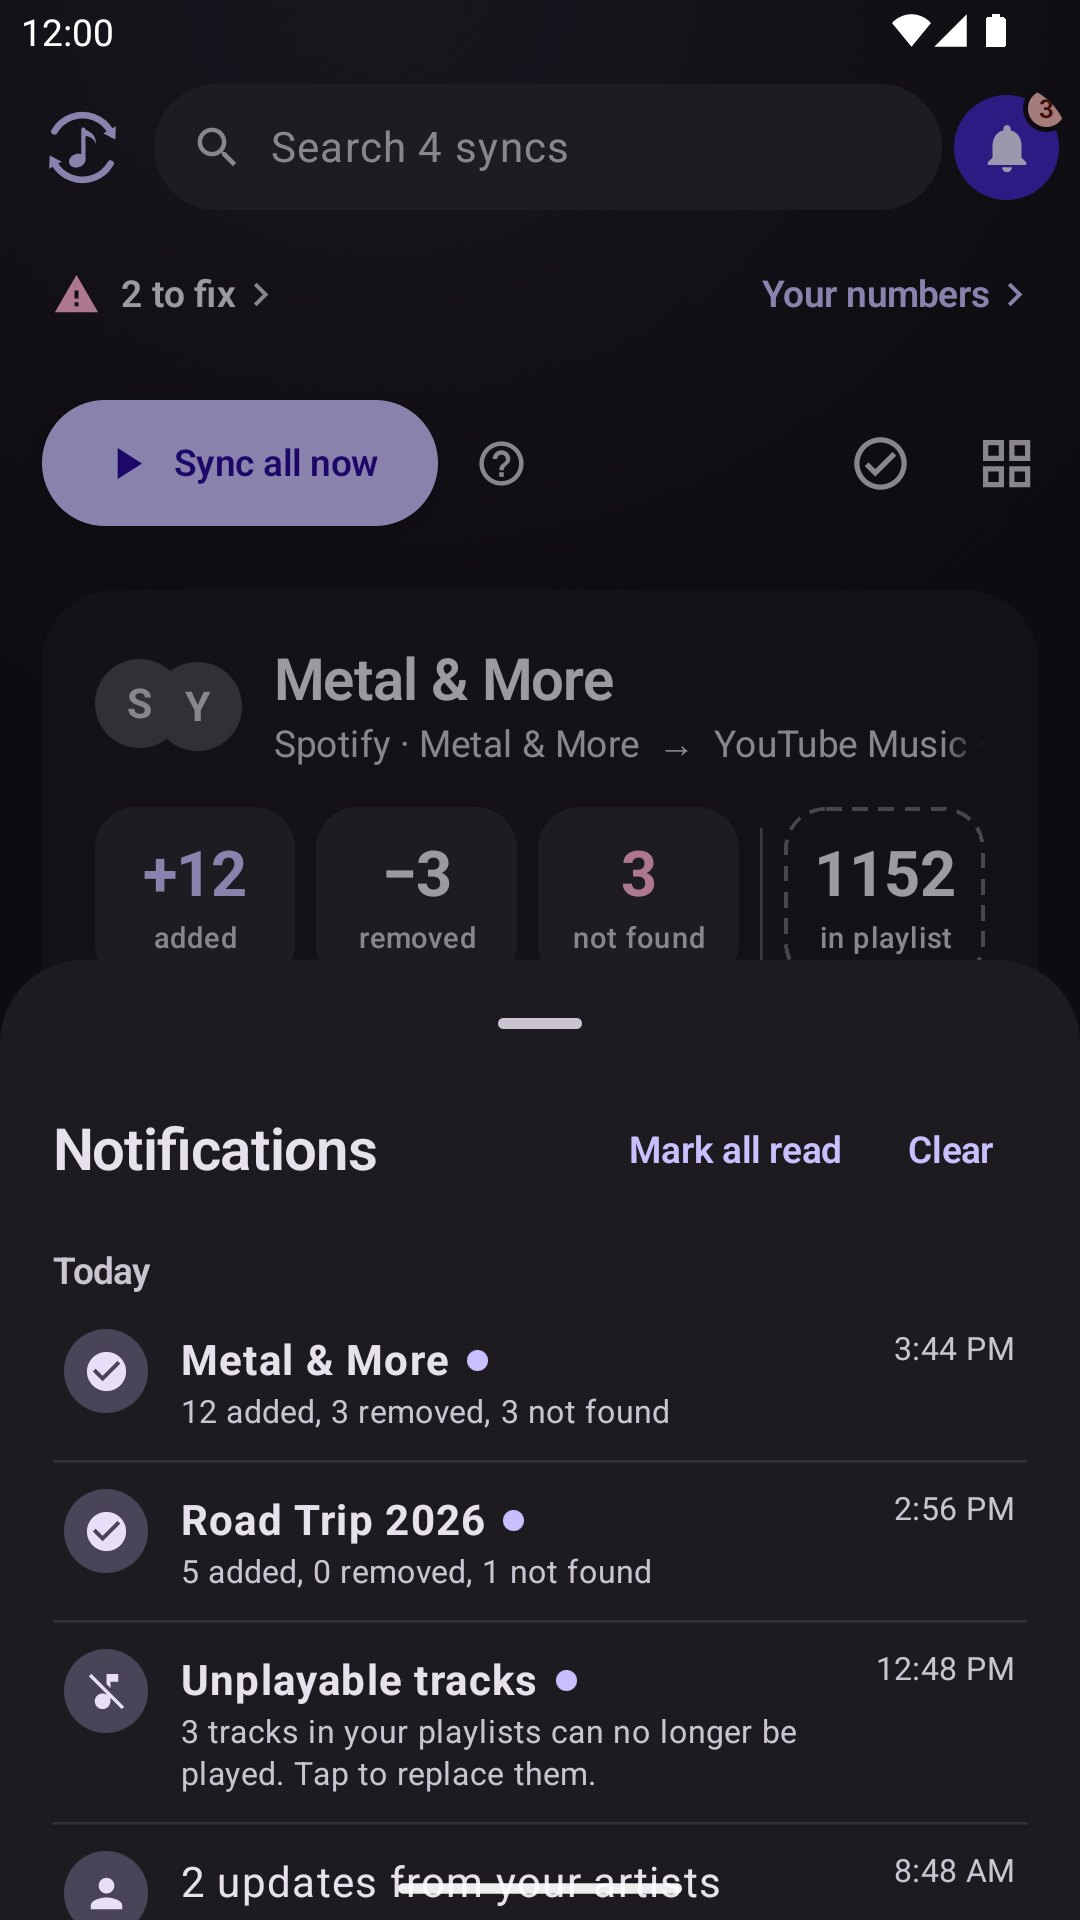 12:00
Search 4 syncs
3
2 to fix
Your numbers
Sync all now
S Y
Metal & More
Spotify · Metal & More → YouTube Music
+12
added
−3
removed
3
not found
1152
in playlist
Notifications
Mark all read
Clear
Today
Metal & More
3:44 PM
12 added, 3 removed, 3 not found
Road Trip 2026
2:56 PM
5 added, 0 removed, 1 not found
Unplayable tracks
12:48 PM
3 tracks in your playlists can no longer be
played. Tap to replace them.
2 updates from your artists
8:48 AM